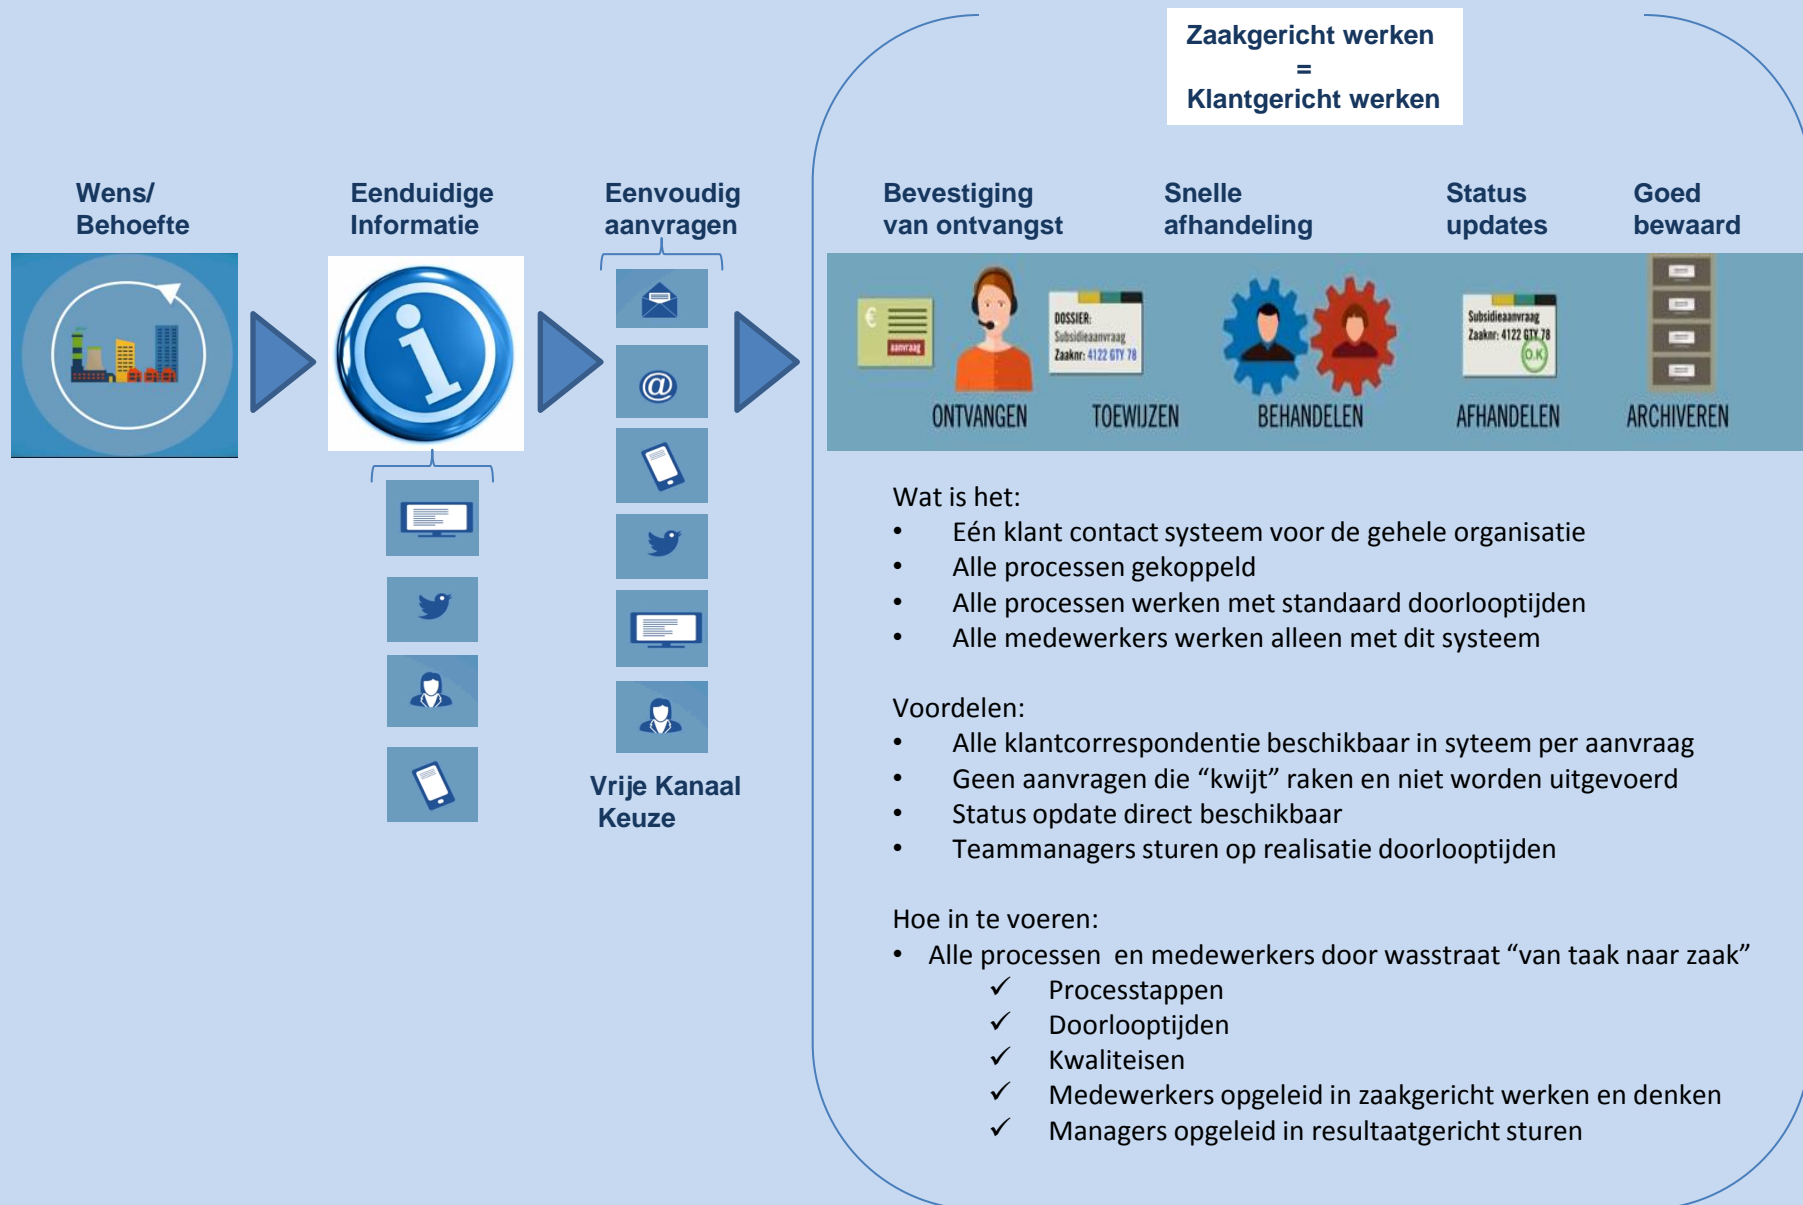 Zaakgericht werken
=
Klantgericht werken
Wens/
Behoefte
Eenduidige
Informatie
Eenvoudig
aanvragen
Bevestiging
van ontvangst
Snelle
afhandeling
Status
updates
Goed
bewaard
€
aanvraag
DOSSIER:
Subsidieaanvraag
Zaaknr: 4122 GTY 78
Subsidieaanvraag
Zaaknr: 4122 GTY 78
O.K
ONTVANGEN
TOEWIJZEN
BEHANDELEN
AFHANDELEN
ARCHIVEREN
i
@
Vrije Kanaal
Keuze
Wat is het:
• Eén klant contact systeem voor de gehele organisatie
• Alle processen gekoppeld
• Alle processen werken met standaard doorlooptijden
• Alle medewerkers werken alleen met dit systeem
Voordelen:
• Alle klantcorrespondentie beschikbaar in syteem per aanvraag
• Geen aanvragen die “kwijt” raken en niet worden uitgevoerd
• Status opdate direct beschikbaar
• Teammanagers sturen op realisatie doorlooptijden
Hoe in te voeren:
• Alle processen en medewerkers door wasstraat “van taak naar zaak”
✓ Processtappen
✓ Doorlooptijden
✓ Kwaliteisen
✓ Medewerkers opgeleid in zaakgericht werken en denken
✓ Managers opgeleid in resultaatgericht sturen